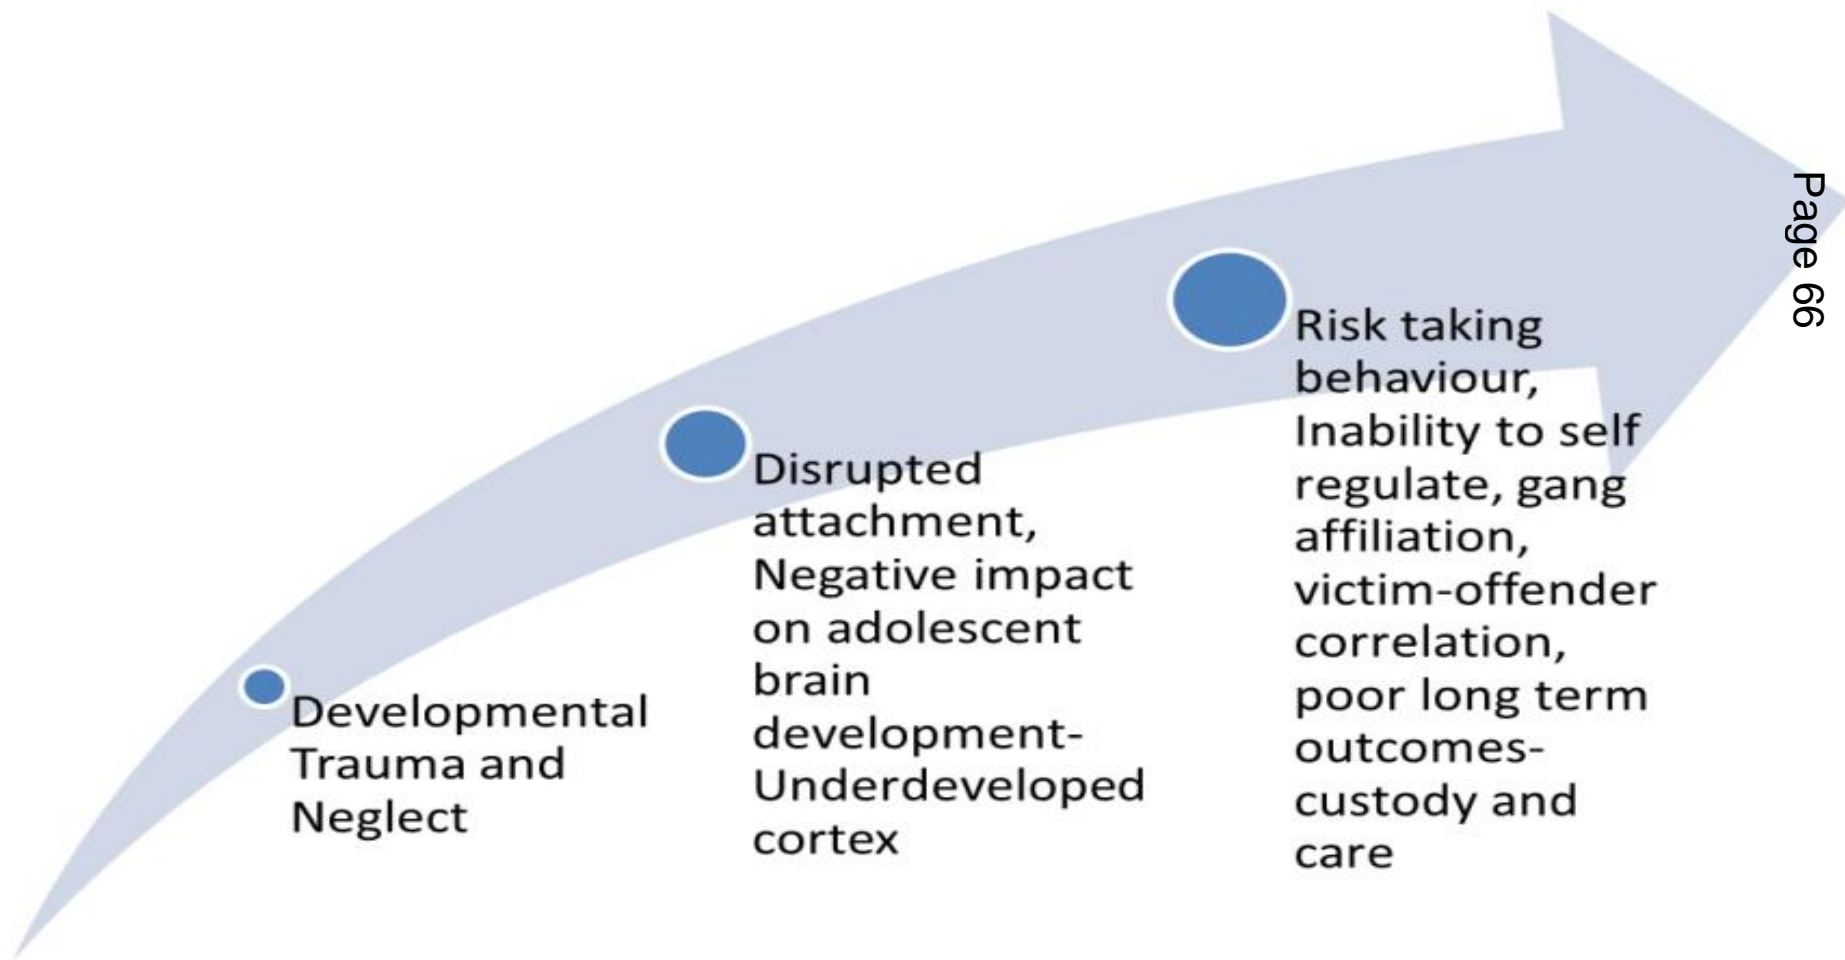 Developmental
Trauma and
Neglect
Disrupted
attachment,
Negative impact
on adolescent
brain
development-
Underdeveloped
cortex
Risk taking
behaviour,
Inability to self
regulate, gang
affiliation,
victim-offender
correlation,
poor long term
outcomes-
custody and
care
Page 66